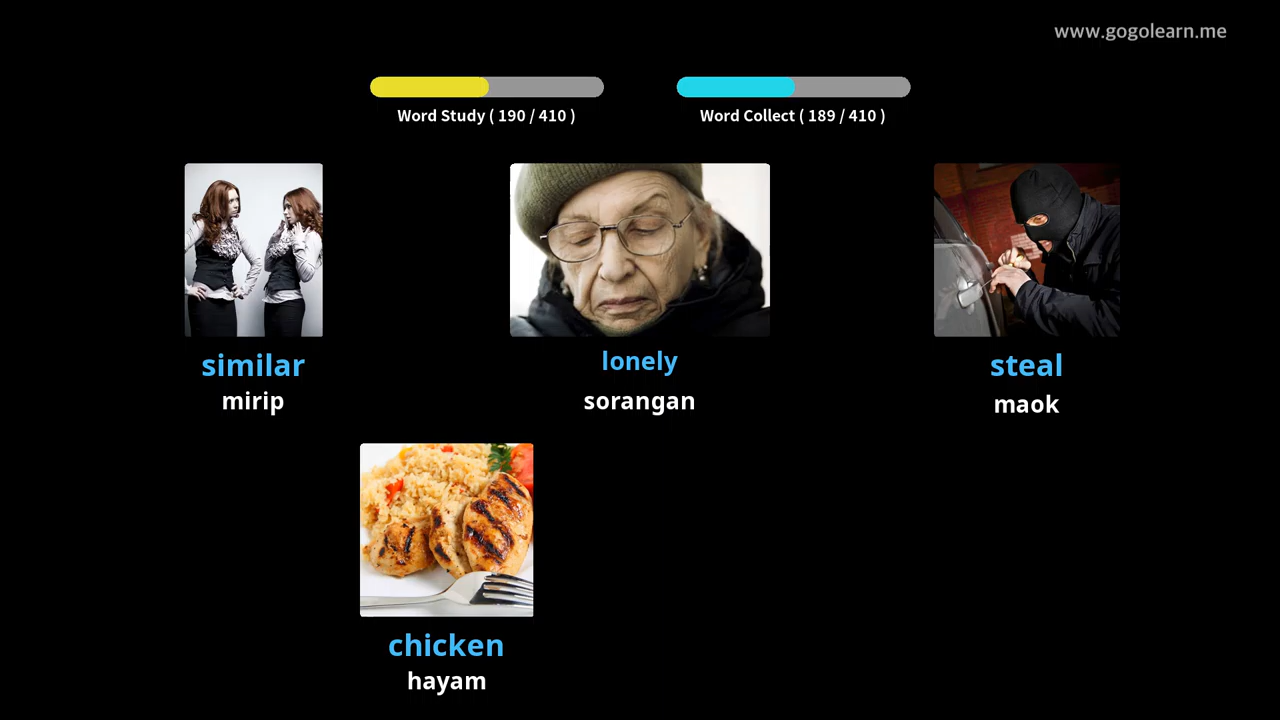 www.gogolearn.me
Word Study ( 190 / 410 )
Word Collect ( 189 / 410 )
similar
mirip
lonely
sorangan
steal
maok
chicken
hayam